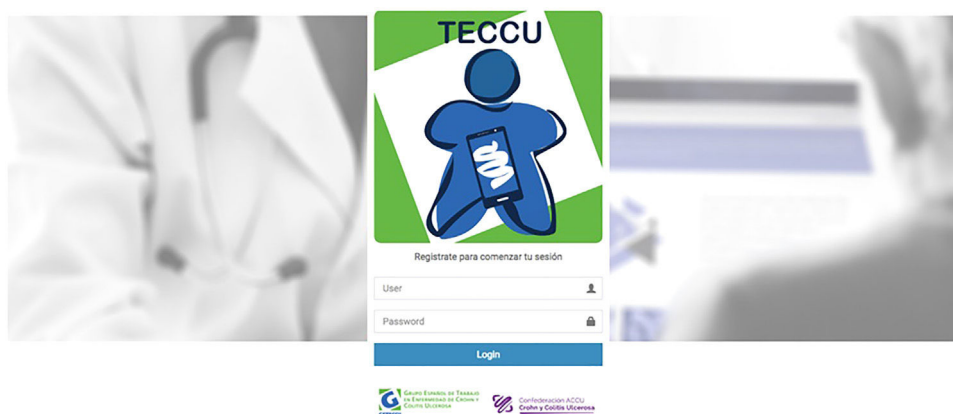 TECCU
Registrate para comenzar tu sesión
User
Password
Login
GRUPO ESPAÑOL DE TRABAJO
EN ENFERMEDAD DE CROHN Y
COLITIS ULCEROSA
Confederación ACCU
Crohn y Colitis Ulcerosa